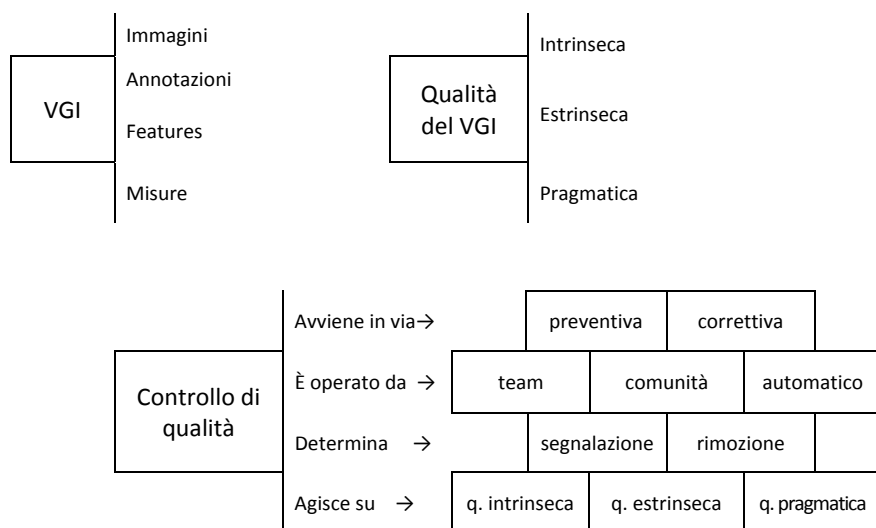 VGI
Immagini
Annotazioni
Features
Misure
Qualità
del VGI
Intrinseca
Estrinseca
Pragmatica
Controllo di
qualità
Avviene in via→ preventiva correttiva
È operato da → team comunità automatico
Determina → segnalazione rimozione
Agisce su → q. intrinseca q. estrinseca q. pragmatica